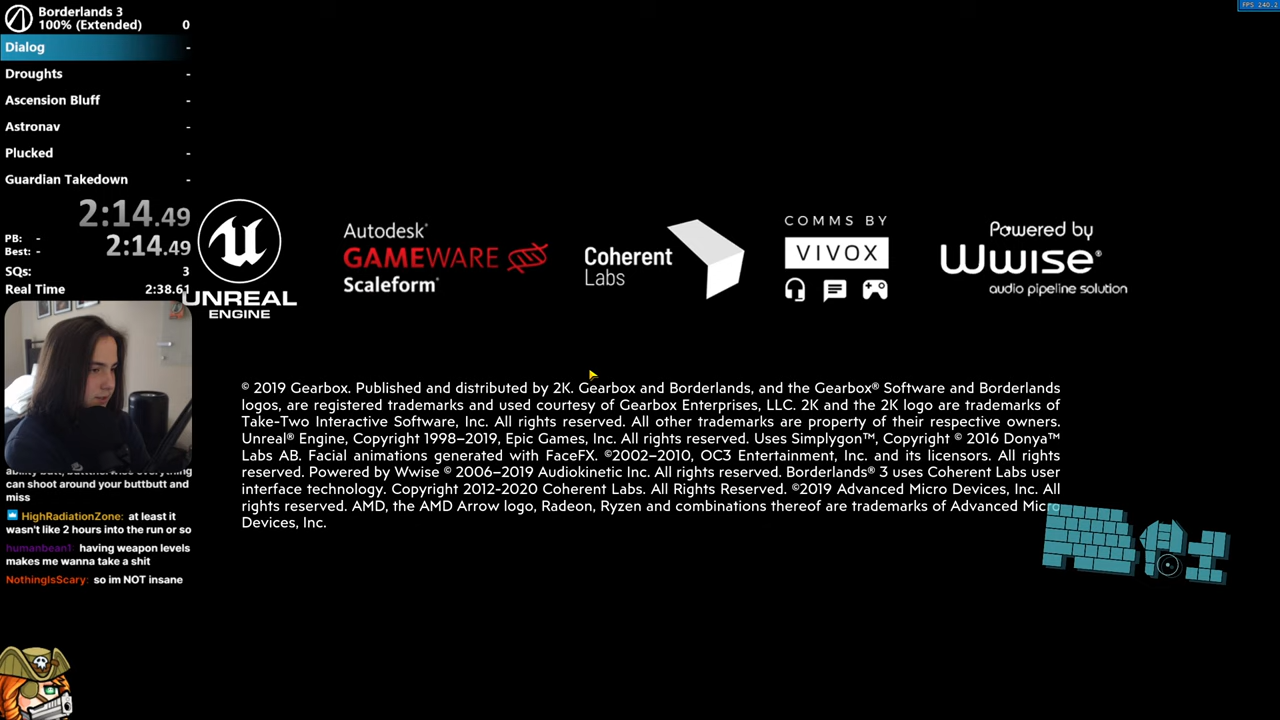 Borderlands 3
100% (Extended) 0
FPS 240.2
Dialog -
Droughts -
Ascension Bluff -
Astronav -
Plucked -
Guardian Takedown -
2:14.49
PB: -
Best: -
2:14.49
SQs: 3
Real Time 2:38.61
UNREAL
ENGINE
Autodesk®
GAMEWARE
Scaleform®
Coherent
Labs
COMMS BY
VIVOX
Powered by
Wwise®
audio pipeline solution
© 2019 Gearbox. Published and distributed by 2K. Gearbox and Borderlands, and the Gearbox® Software and Borderlands
logos, are registered trademarks and used courtesy of Gearbox Enterprises, LLC. 2K and the 2K logo are trademarks of
Take-Two Interactive Software, Inc. All rights reserved. All other trademarks are property of their respective owners.
Unreal® Engine, Copyright 1998–2019, Epic Games, Inc. All rights reserved. Uses Simplygon™, Copyright © 2016 Donya™
Labs AB. Facial animations generated with FaceFX. ©2002–2010, OC3 Entertainment, Inc. and its licensors. All rights
reserved. Powered by Wwise © 2006–2019 Audiokinetic Inc. All rights reserved. Borderlands® 3 uses Coherent Labs user
interface technology. Copyright 2012-2020 Coherent Labs. All Rights Reserved. ©2019 Advanced Micro Devices, Inc. All
rights reserved. AMD, the AMD Arrow logo, Radeon, Ryzen and combinations thereof are trademarks of Advanced Micro
Devices, Inc.
can shoot around your buttbutt and
miss
HighRadiationZone: at least it
wasn't like 2 hours into the run or so
humanbean1: having weapon levels
makes me wanna take a shit
NothingIsScary: so im NOT insane